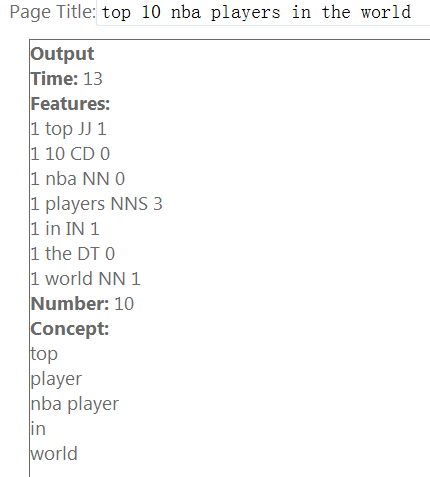 Page Title: top 10 nba players in the world
Output
Time: 13
Features:
1 top JJ 1
1 10 CD 0
1 nba NN 0
1 players NNS 3
1 in IN 1
1 the DT 0
1 world NN 1
Number: 10
Concept:
top
player
nba player
in
world